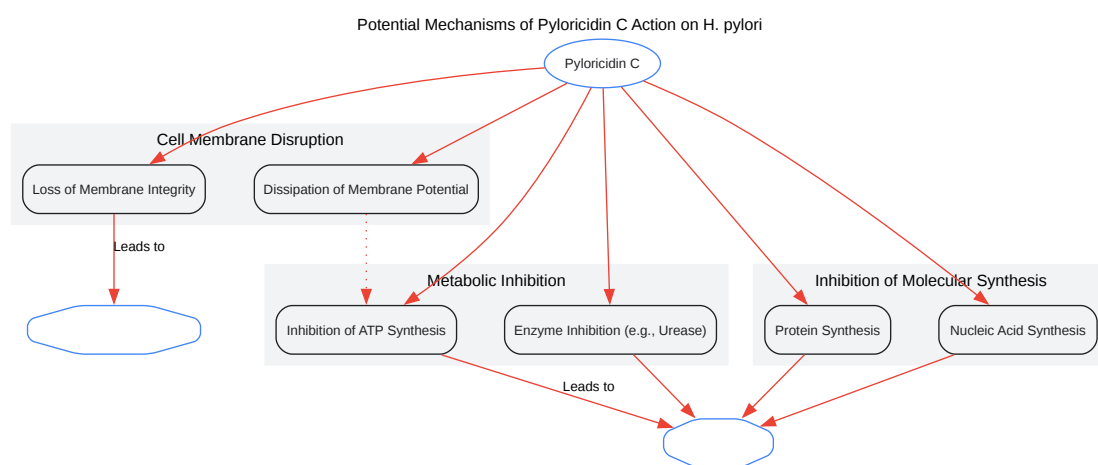 Potential Mechanisms of Pyloricidin C Action on H. pylori
Pyloricidin C
Cell Membrane Disruption
Loss of Membrane Integrity
Dissipation of Membrane Potential
Leads to
Metabolic Inhibition
Inhibition of Molecular Synthesis
Inhibition of ATP Synthesis
Enzyme Inhibition (e.g., Urease)
Protein Synthesis
Nucleic Acid Synthesis
Leads to